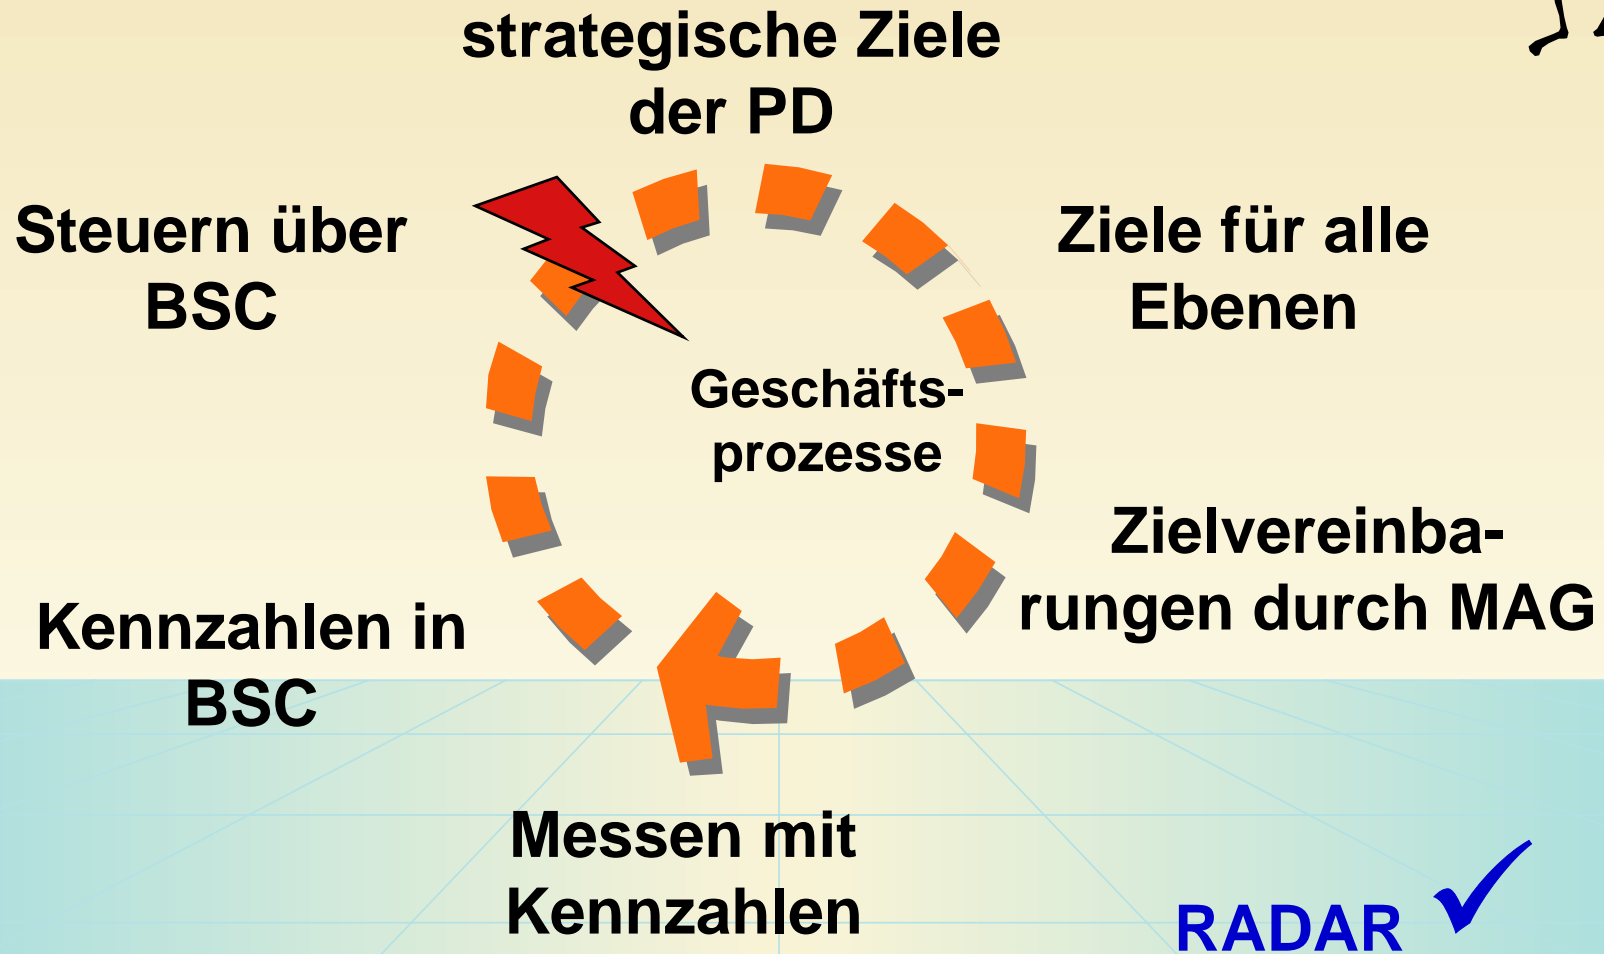 strategische Ziele
der PD
Steuern über
BSC
Ziele für alle
Ebenen
Geschäfts-
prozesse
Zielvereinba-
rungen durch MAG
Kennzahlen in
BSC
Messen mit
Kennzahlen
RADAR ✓